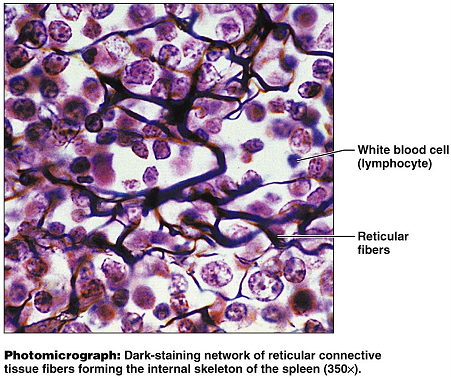 White blood cell
(lymphocyte)
Reticular
fibers
Photomicrograph: Dark-staining network of reticular connective
tissue fibers forming the internal skeleton of the spleen (350×).